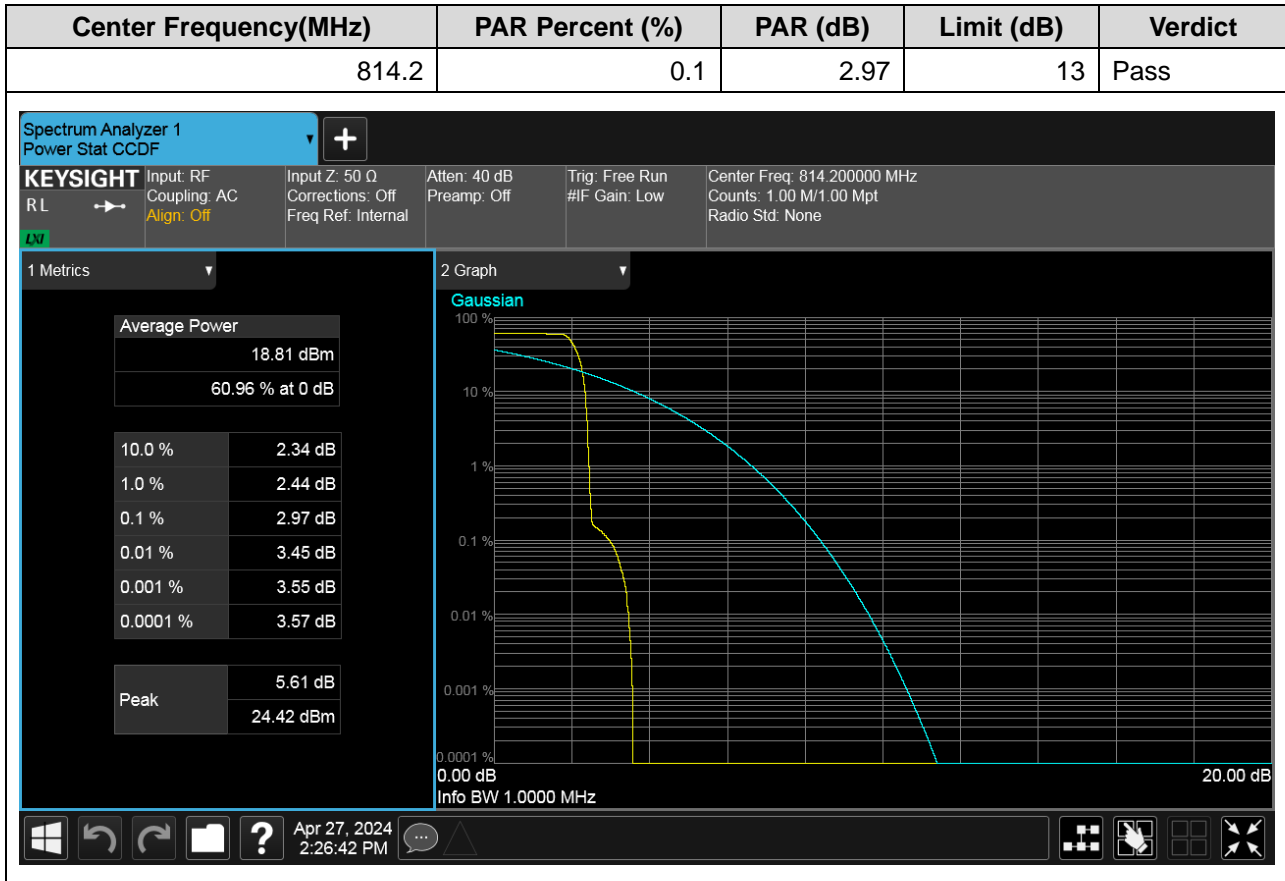 Center Frequency(MHz) PAR Percent (%) PAR (dB) Limit (dB) Verdict
814.2 0.1 2.97 13 Pass
Spectrum Analyzer 1
Power Stat CCDF
KEYSIGHT
R L
LXI
Input: RF
Coupling: AC
Align: Off
Input Z: 50 Ω
Corrections: Off
Freq Ref: Internal
Atten: 40 dB
Preamp: Off
Trig: Free Run
#IF Gain: Low
Center Freq: 814.200000 MHz
Counts: 1.00 M/1.00 Mpt
Radio Std: None
1 Metrics
Average Power
18.81 dBm
60.96 % at 0 dB
10.0 % 2.34 dB
1.0 % 2.44 dB
0.1 % 2.97 dB
0.01 % 3.45 dB
0.001 % 3.55 dB
0.0001 % 3.57 dB
Peak
5.61 dB
24.42 dBm
2 Graph
Gaussian
100 %
10 %
1 %
0.1 %
0.01 %
0.001 %
0.0001 %
0.00 dB 20.00 dB
Info BW 1.0000 MHz
?
Apr 27, 2024
2:26:42 PM